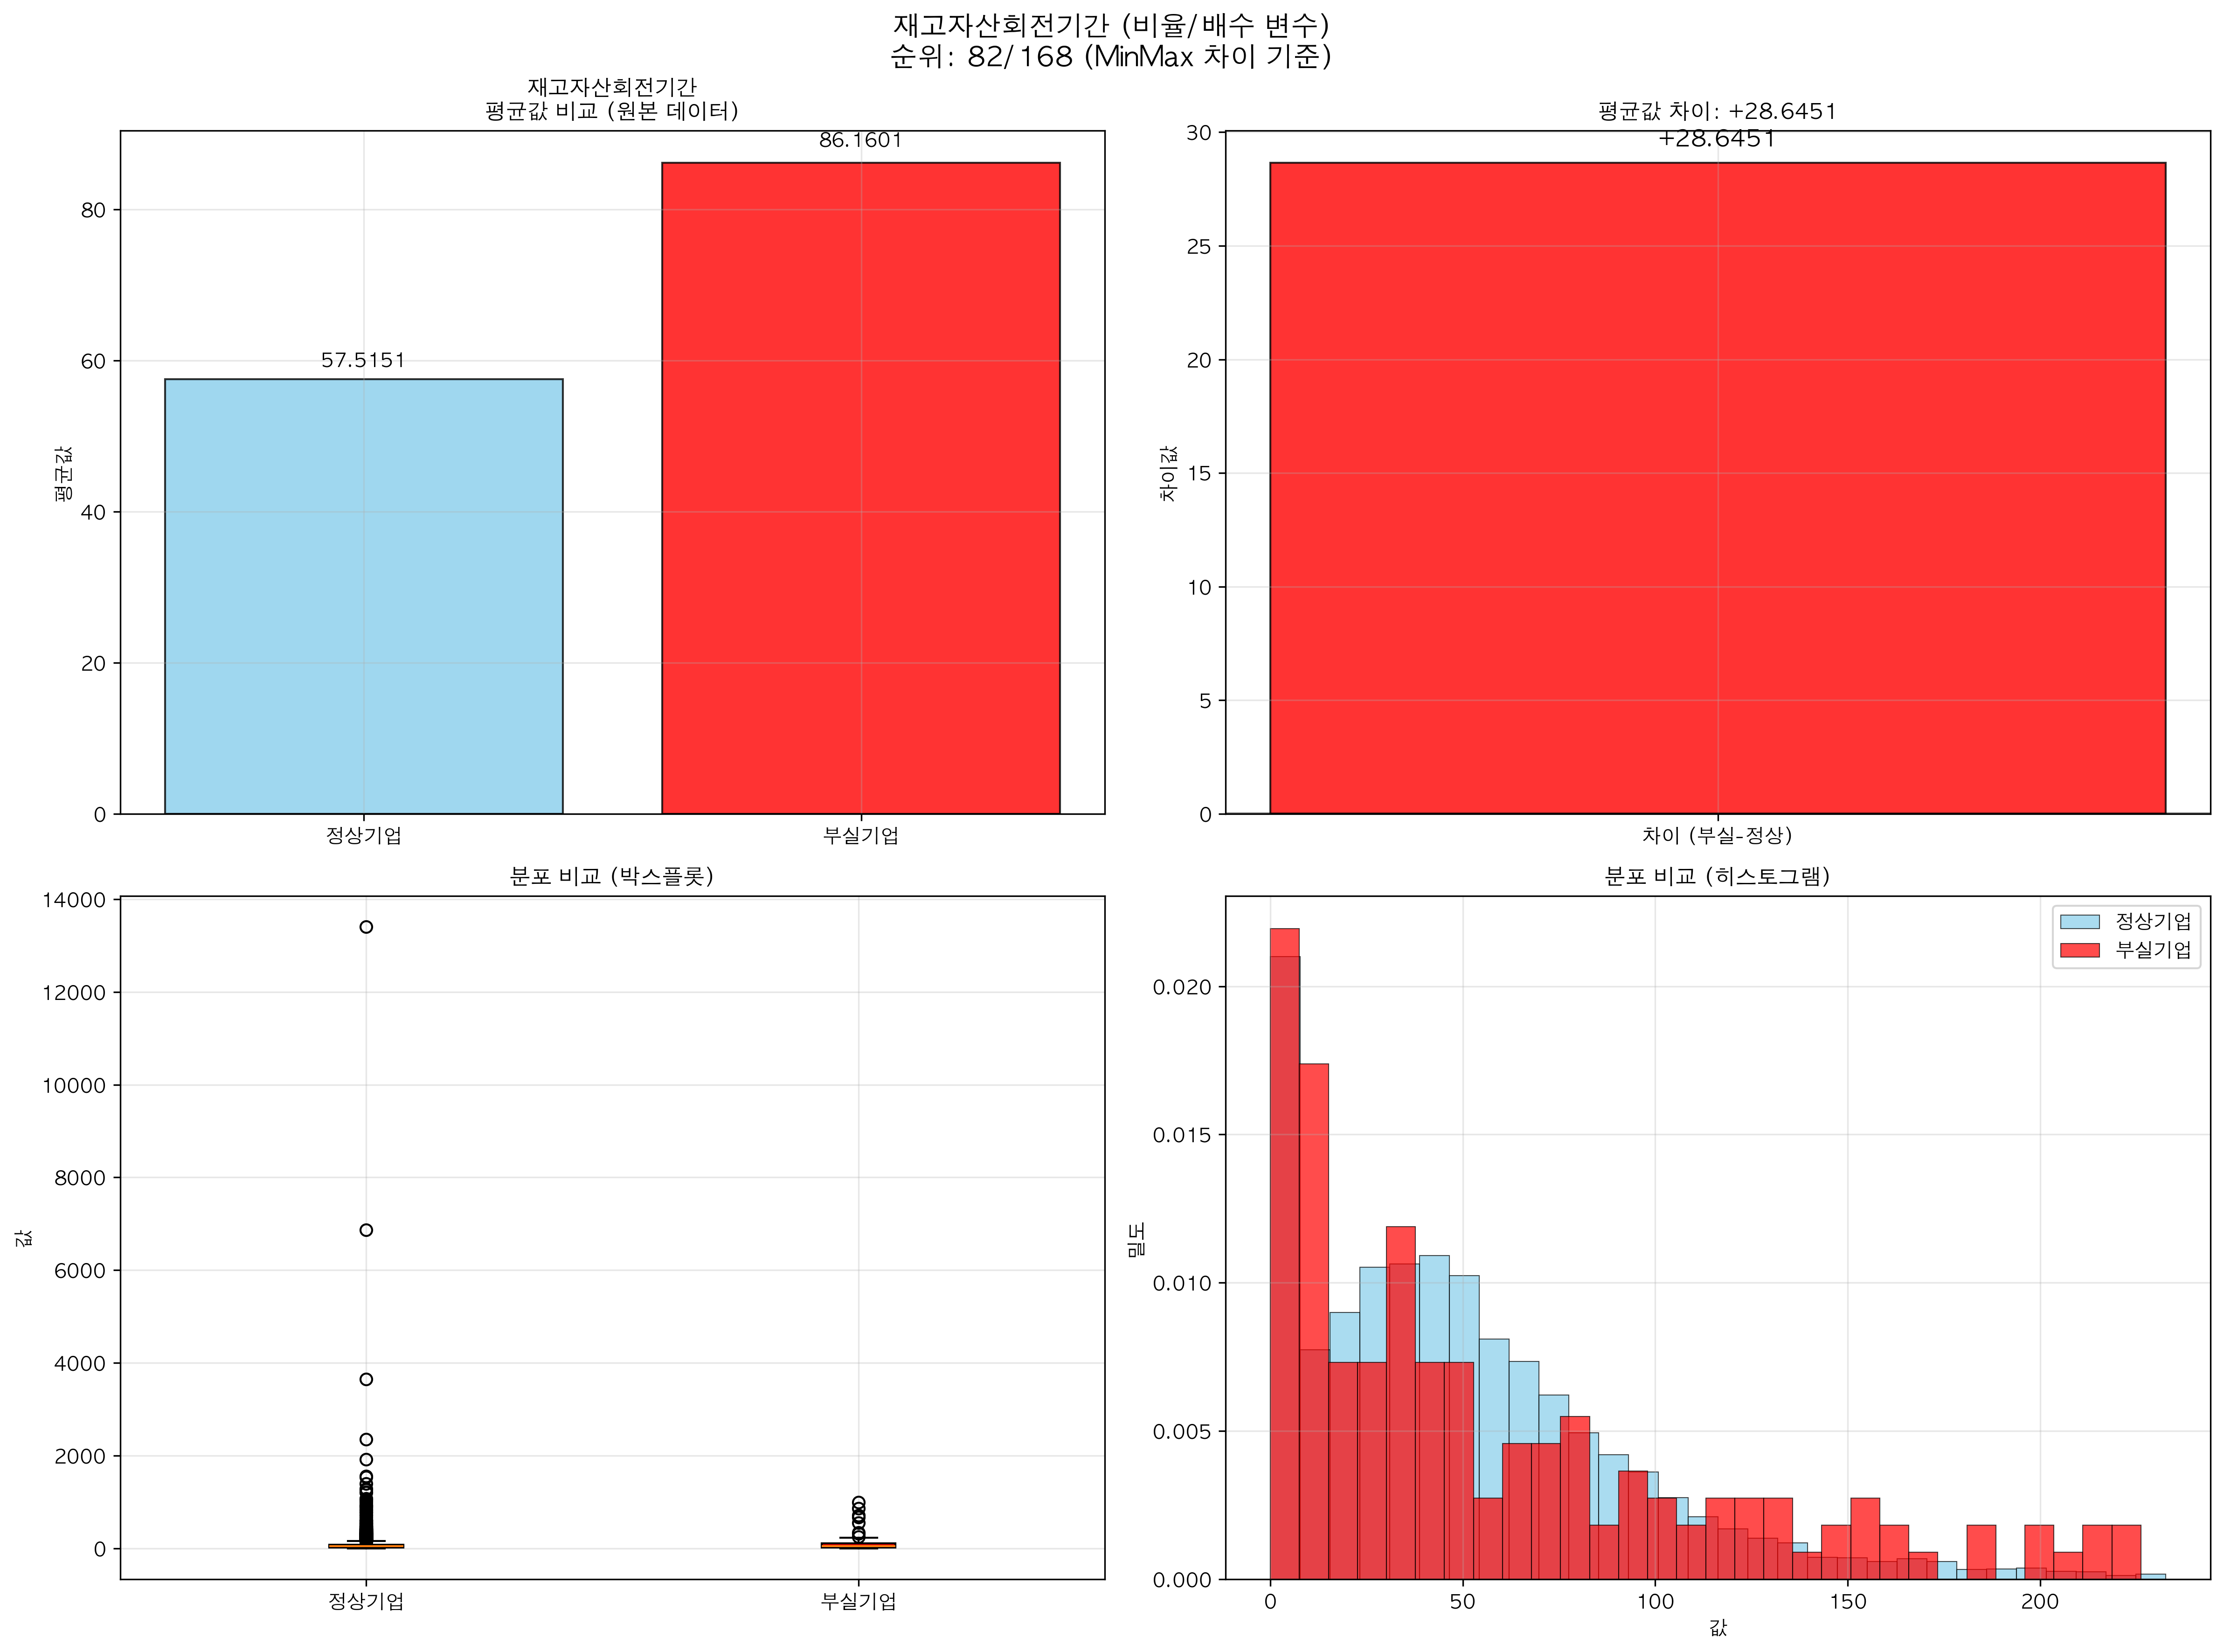 재고자산회전기간 (비율/배수 변수)
순위: 82/168 (MinMax 차이 기준)
재고자산회전기간
평균값 비교 (원본 데이터)
86.1601
57.5151
80
60
40
20
0
평균값
정상기업
부실기업
평균값 차이: +28.6451
+28.6451
30
25
20
15
10
5
0
차이값
차이 (부실-정상)
분포 비교 (박스플롯)
14000
12000
10000
8000
6000
4000
2000
0
값
정상기업
부실기업
분포 비교 (히스토그램)
정상기업
부실기업
0.020
0.015
0.010
0.005
0.000
밀도
0
50
100
150
200
값